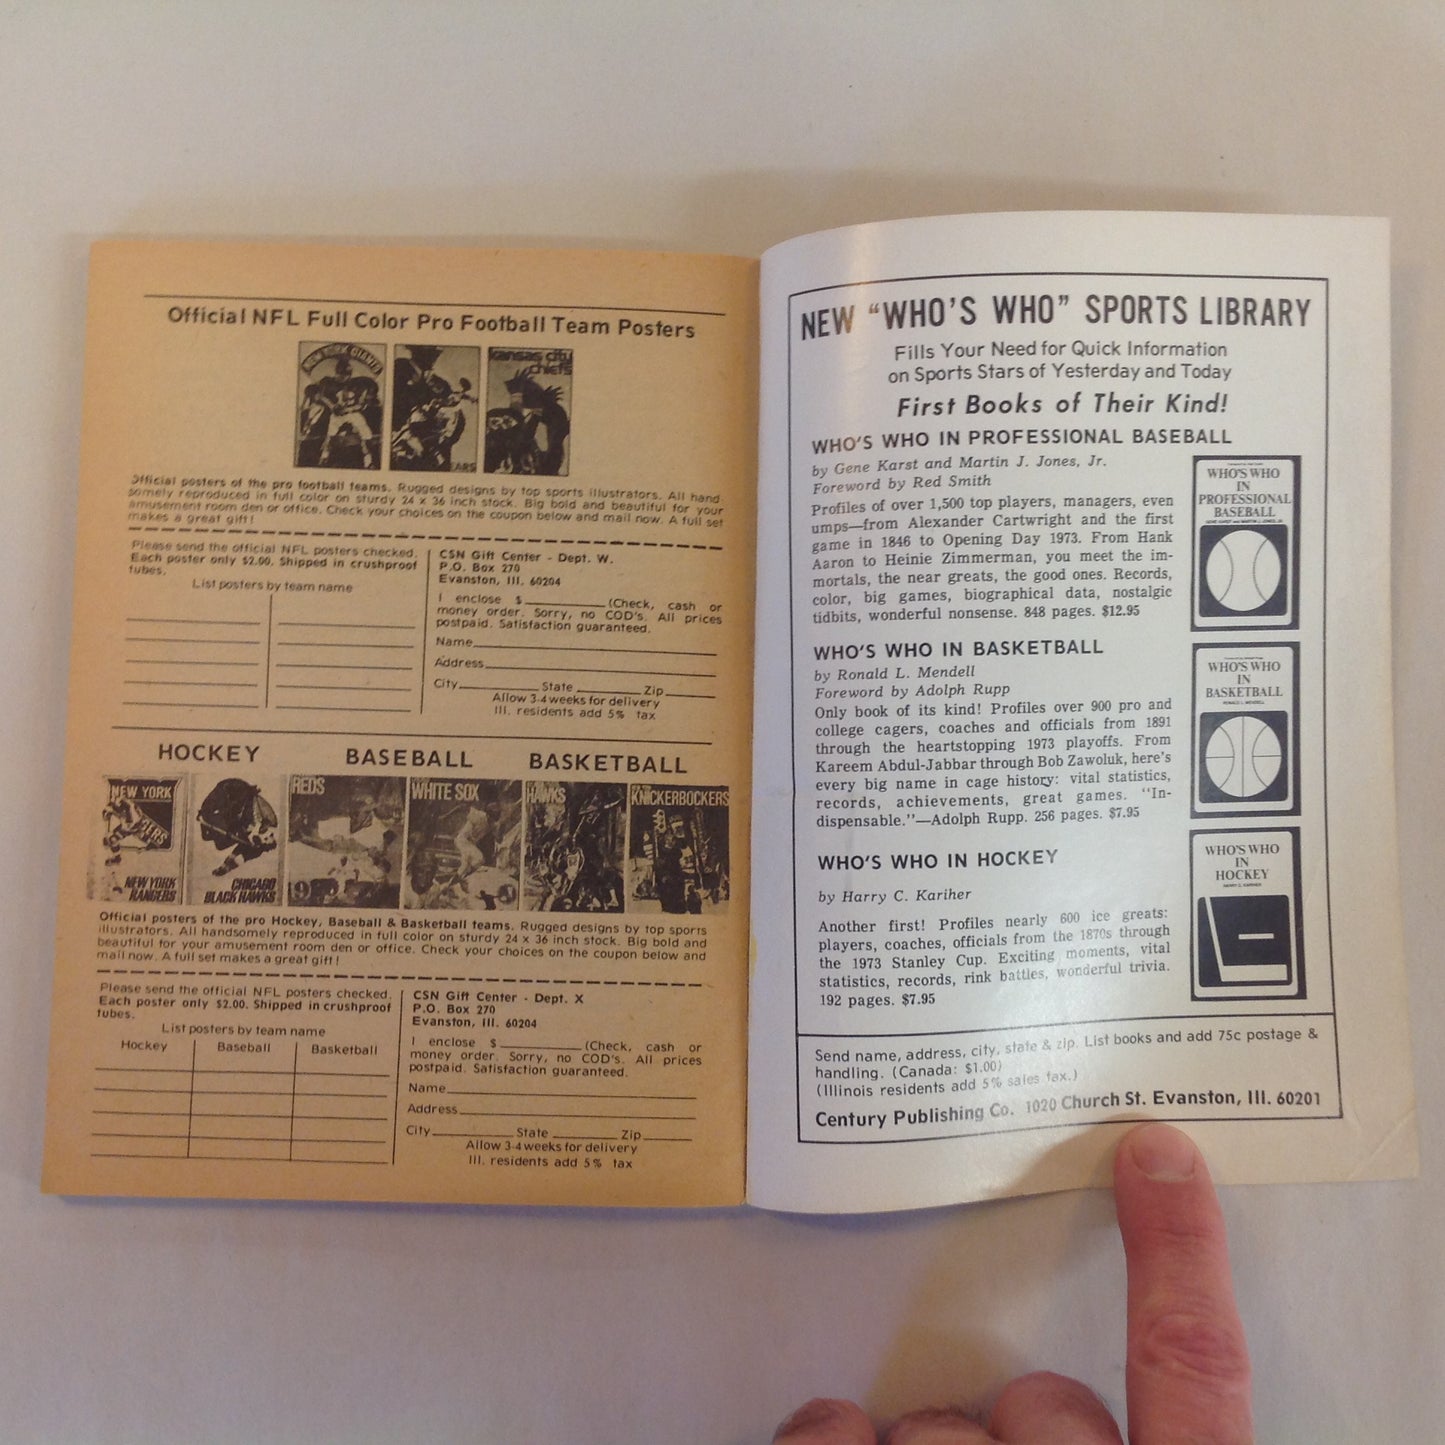 Official NFL Full Color Pro Football Team Posters
NEW YORK GIANTS
EARS
kansas city
chiefs
Official posters of the pro football teams. Rugged designs by top sports illustrators. All hand-
somely reproduced in full color on sturdy 24 x 36 inch stock. Big bold and beautiful for your
amusement room den or office. Check your choices on the coupon below and mail now. A full set
makes a great gift!
Please send the official NFL posters checked.
Each poster only $2.00. Shipped in crushproof
tubes.
List posters by team name
CSN Gift Center - Dept. W.
P.O. Box 270
Evanston, Ill. 60204
I enclose $__________(Check, cash or
money order. Sorry, no COD's. All prices
postpaid. Satisfaction guaranteed.
Name
Address
City__________State________Zip______
Allow 3-4 weeks for delivery
Ill. residents add 5% tax
HOCKEY BASEBALL BASKETBALL
NEW YORK
NEW YORK
RANGERS
CHICAGO
BLACK HAWKS
REDS
WHITE SOX
HAWKS
KNICKERBOCKERS
Official posters of the pro Hockey, Baseball & Basketball teams. Rugged designs by top sports
illustrators. All handsomely reproduced in full color on sturdy 24 x 36 inch stock. Big bold and
beautiful for your amusement room den or office. Check your choices on the coupon below and
mail now. A full set makes a great gift!
Please send the official NFL posters checked.
Each poster only $2.00. Shipped in crushproof
tubes.
List posters by team name
Hockey Baseball Basketball
CSN Gift Center - Dept. X
P.O. Box 270
Evanston, Ill. 60204
I enclose $__________(Check, cash or
money order. Sorry, no COD's. All prices
postpaid. Satisfaction guaranteed.
Name
Address
City__________State________Zip______
Allow 3-4 weeks for delivery
Ill. residents add 5% tax
NEW "WHO'S WHO" SPORTS LIBRARY
Fills Your Need for Quick Information
on Sports Stars of Yesterday and Today
First Books of Their Kind!
WHO'S WHO IN PROFESSIONAL BASEBALL
by Gene Karst and Martin J. Jones, Jr.
Foreword by Red Smith
Profiles of over 1,500 top players, managers, even
umps—from Alexander Cartwright and the first
game in 1846 to Opening Day 1973. From Hank
Aaron to Heinie Zimmerman, you meet the im-
mortals, the near greats, the good ones. Records,
color, big games, biographical data, nostalgic
tidbits, wonderful nonsense. 848 pages. $12.95
WHO'S WHO
IN
PROFESSIONAL
BASEBALL
WHO'S WHO IN BASKETBALL
by Ronald L. Mendell
Foreword by Adolph Rupp
Only book of its kind! Profiles over 900 pro and
college cagers, coaches and officials from 1891
through the heartstopping 1973 playoffs. From
Kareem Abdul-Jabbar through Bob Zawoluk, here's
every big name in cage history: vital statistics,
records, achievements, great games. "In-
dispensable."—Adolph Rupp. 256 pages. $7.95
WHO'S WHO
IN
BASKETBALL
RONALD L. MENDELL
WHO'S WHO IN HOCKEY
by Harry C. Kariher
Another first! Profiles nearly 600 ice greats:
players, coaches, officials from the 1870s through
the 1973 Stanley Cup. Exciting moments, vital
statistics, records, rink battles, wonderful trivia.
192 pages. $7.95
WHO'S WHO
IN
HOCKEY
HARRY C. KARIHER
Send name, address, city, state & zip. List books and add 75c postage &
handling. (Canada: $1.00)
(Illinois residents add 5% sales tax.)
Century Publishing Co. 1020 Church St. Evanston, Ill. 60201